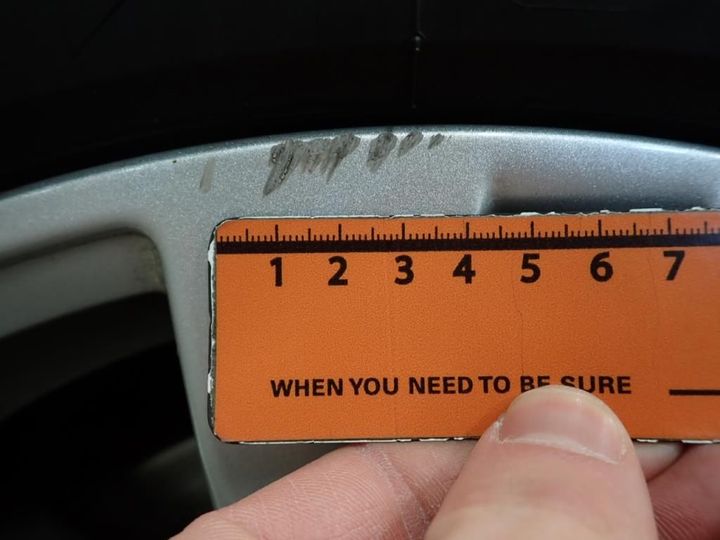 1 2 3 4 5 6 7
WHEN YOU NEED TO BE SURE